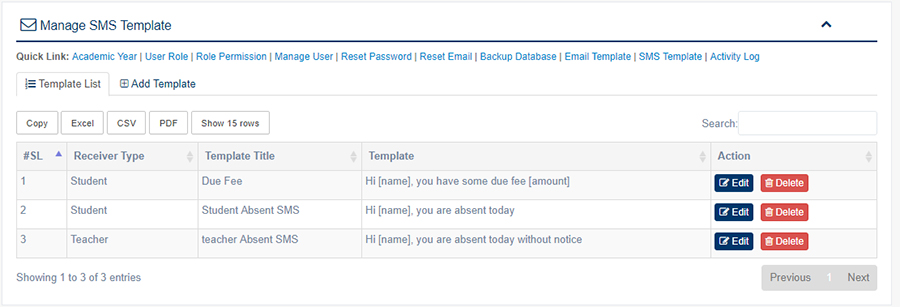 Manage SMS Template
Quick Link: Academic Year | User Role | Role Permission | Manage User | Reset Password | Reset Email | Backup Database | Email Template | SMS Template | Activity Log
Template List Add Template
Copy Excel CSV PDF Show 15 rows Search:
#SL Receiver Type Template Title Template Action
1 Student Due Fee Hi [name], you have some due fee [amount] Edit Delete
2 Student Student Absent SMS Hi [name], you are absent today Edit Delete
3 Teacher teacher Absent SMS Hi [name], you are absent today without notice Edit Delete
Showing 1 to 3 of 3 entries Previous 1 Next